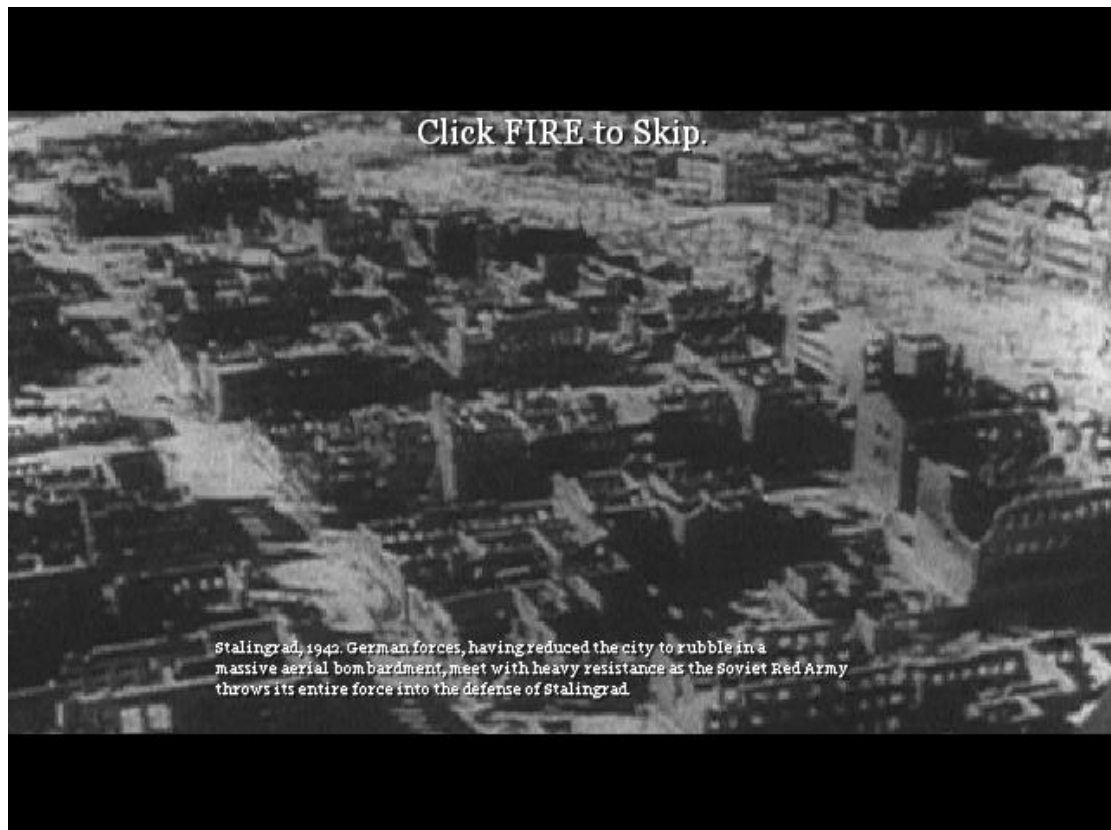 Click FIRE to Skip.
Stalingrad, 1942. German forces, having reduced the city to rubble in a
massive aerial bombardment, meet with heavy resistance as the Soviet Red Army
throws its entire force into the defense of Stalingrad.